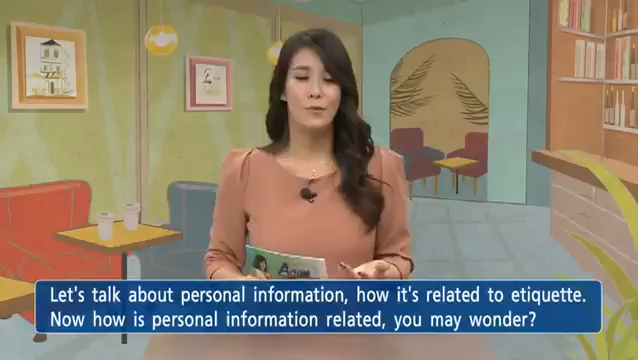 Let's talk about personal information, how it's related to etiquette.
Now how is personal information related, you may wonder?